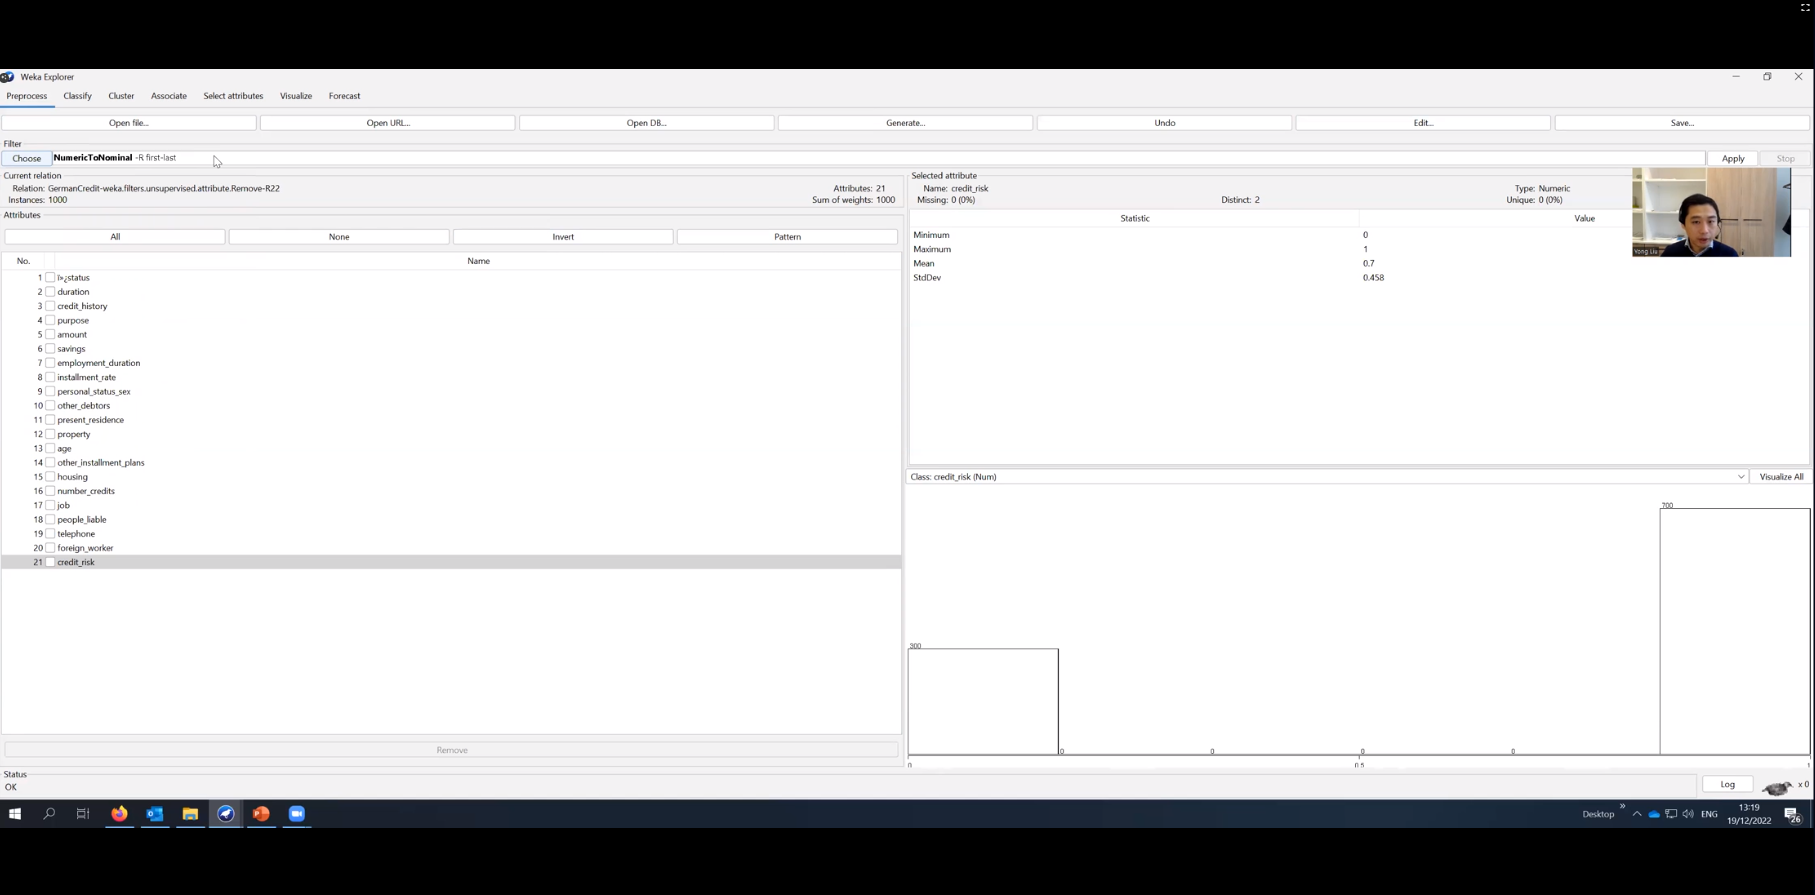 Weka Explorer
Preprocess Classify Cluster Associate Select attributes Visualize Forecast
Open file... Open URL... Open DB... Generate... Undo Edit... Save...
Filter
Choose NumericToNominal -R first-last Apply Stop
Current relation
Relation: GermanCredit-weka.filters.unsupervised.attribute.Remove-R22 Attributes: 21
Instances: 1000 Sum of weights: 1000
Attributes
All None Invert Pattern
No. Name
1 ï»¿status
2 duration
3 credit_history
4 purpose
5 amount
6 savings
7 employment_duration
8 installment_rate
9 personal_status_sex
10 other_debtors
11 present_residence
12 property
13 age
14 other_installment_plans
15 housing
16 number_credits
17 job
18 people_liable
19 telephone
20 foreign_worker
21 credit_risk
Remove
Selected attribute
Name: credit_risk Type: Numeric
Missing: 0 (0%) Distinct: 2 Unique: 0 (0%)
Statistic Value
Minimum 0
Maximum 1
Mean 0.7
StdDev 0.458
Yong Liu
Class: credit_risk (Num) Visualize All
700
300
0 0 0 0
0 0.5 1
Status
OK
Log x 0
Desktop ENG 13:19
19/12/2022 26